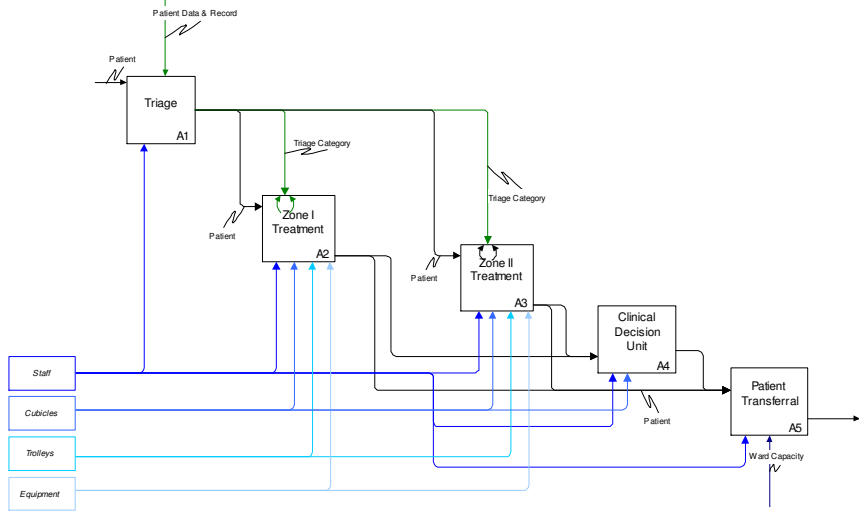 Patient Data & Record
Patient
Triage
A1
Triage Category
Triage Category
Patient
Zone I
Treatment
A2
Patient
Zone II
Treatment
A3
Clinical
Decision
Unit
A4
Staff
Cubicles
Trolleys
Equipment
Patient
Patient
Transferral
A5
Ward Capacity